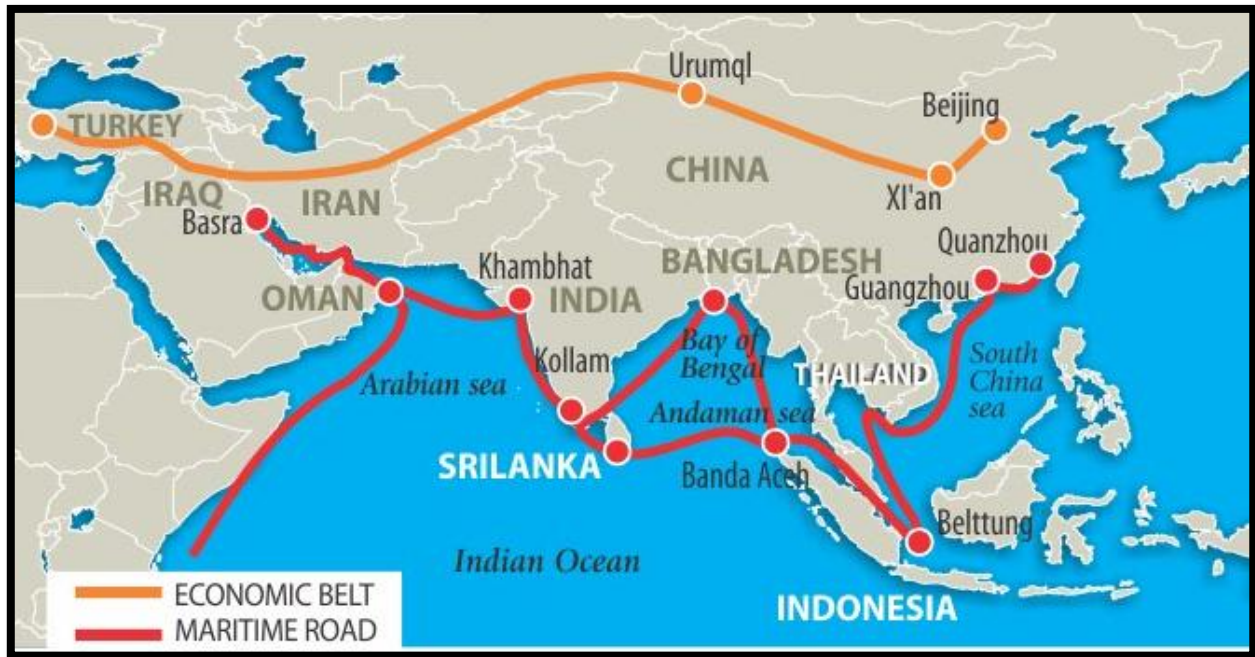 Urumql
Beijing
TURKEY
CHINA
IRAQ
IRAN
XI'an
Basra
Quanzhou
Khambhat
BANGLADESH
OMAN
INDIA
Guangzhou
Bay of
Bengal
Kollam
South
China
sea
THAILAND
Arabian sea
Andaman sea
SRILANKA
Banda Aceh
Belttung
Indian Ocean
ECONOMIC BELT
MARITIME ROAD
INDONESIA